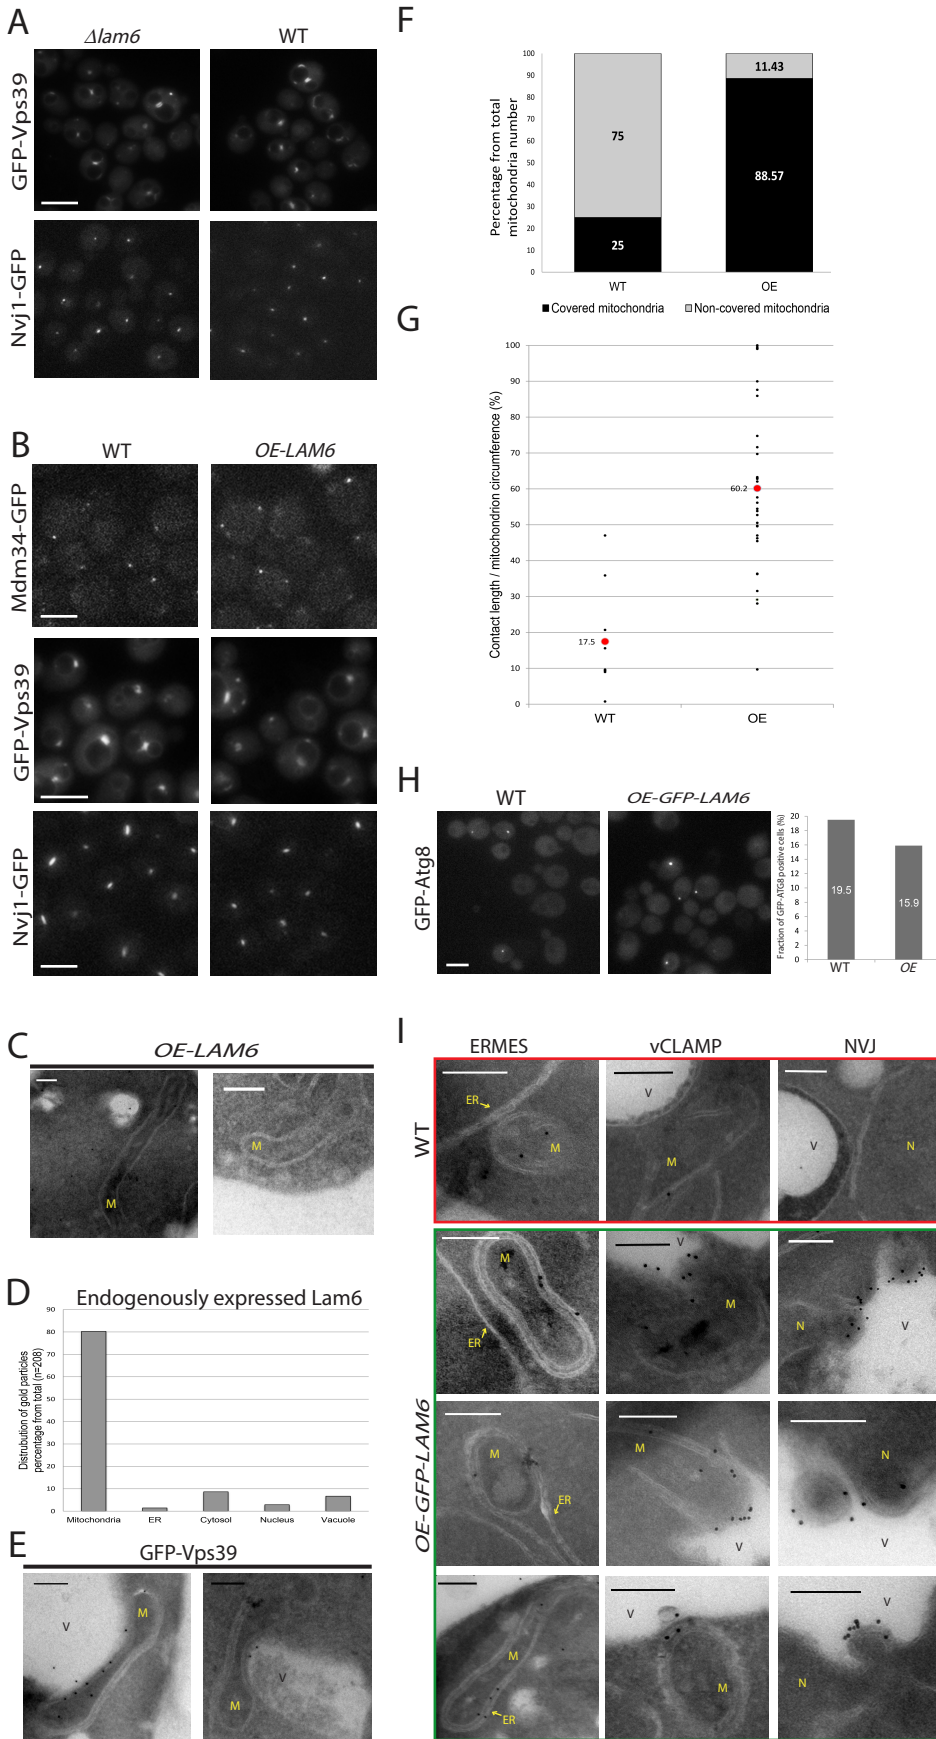 A
Δlam6
WT
GFP-Vps39
Nvj1-GFP
B
WT
OE-LAM6
Mdm34-GFP
GFP-Vps39
Nvj1-GFP
C
OE-LAM6
M
M
D
Endogenously expressed Lam6
Distrubution of gold particles
percentage from total (n=208)
90
80
70
60
50
40
30
20
10
0
Mitochondria ER Cytosol Nucleus Vacuole
E
GFP-Vps39
V
M
V
M
F
Percentage from total
mitochondria number
100
90
80
70
60
50
40
30
20
10
0
75
25
11.43
88.57
WT OE
Covered mitochondria Non-covered mitochondria
G
Contact length / mitochondrion circumference (%)
100
90
80
70
60
50
40
30
20
10
0
17.5
60.2
WT OE
H
WT
OE-GFP-LAM6
GFP-Atg8
Fraction of GFP-ATG8 positive cells (%)
20
18
16
14
12
10
8
6
4
2
0
19.5
15.9
WT OE
I
ERMES vCLAMP NVJ
WT
ER
M
V
M
V
N
OE-GFP-LAM6
M
ER
V
M
N
V
M
ER
M
V
N
V
M
ER
V
M
V
N